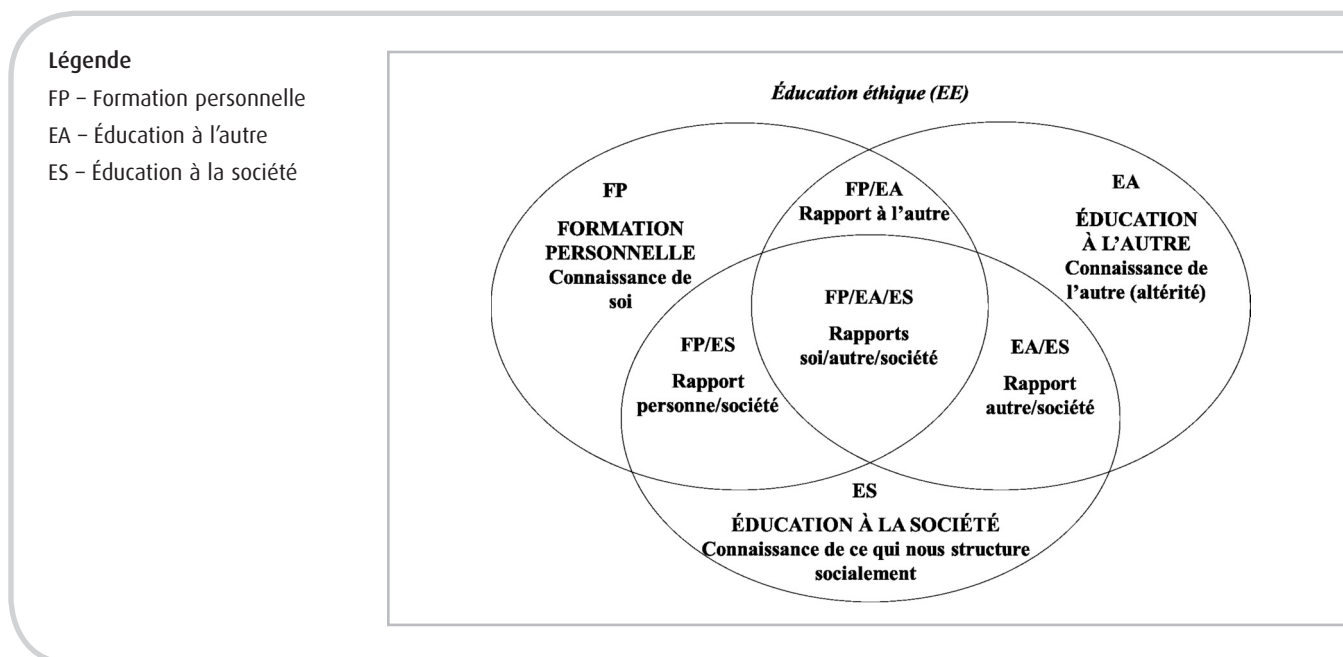 Légende
FP – Formation personnelle
EA – Éducation à l'autre
ES – Éducation à la société
Éducation éthique (EE)
FP
FORMATION
PERSONNELLE
Connaissance de
soi
FP/EA
Rapport à l'autre
EA
ÉDUCATION
À L'AUTRE
Connaissance de
l'autre (altérité)
FP/ES
Rapport
personne/société
FP/EA/ES
Rapports
soi/autre/société
EA/ES
Rapport
autre/société
ES
ÉDUCATION À LA SOCIÉTÉ
Connaissance de ce qui nous structure
socialement